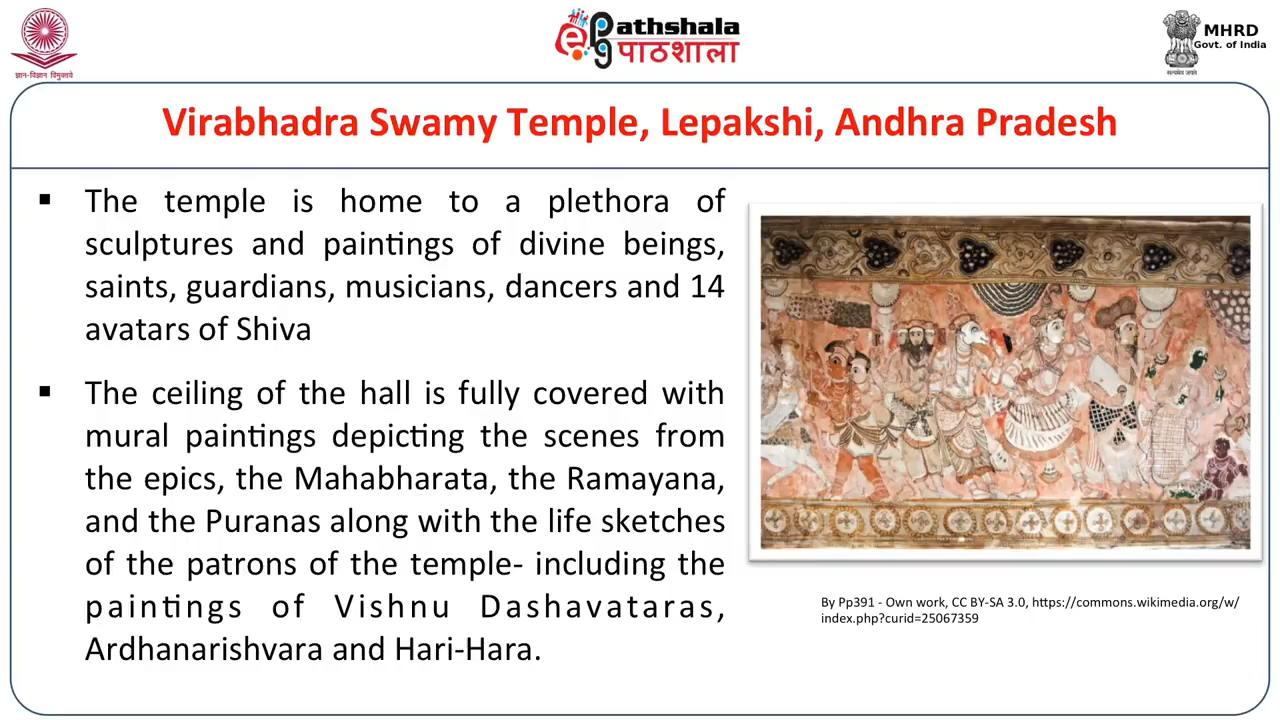 ज्ञान-विज्ञान विमुक्तये
ePathshala
पाठशाला
MHRD
Govt. of India
सत्यमेव जयते
Virabhadra Swamy Temple, Lepakshi, Andhra Pradesh
▪ The temple is home to a plethora of
sculptures and paintings of divine beings,
saints, guardians, musicians, dancers and 14
avatars of Shiva
▪ The ceiling of the hall is fully covered with
mural paintings depicting the scenes from
the epics, the Mahabharata, the Ramayana,
and the Puranas along with the life sketches
of the patrons of the temple- including the
paintings of Vishnu Dashavataras,
Ardhanarishvara and Hari-Hara.
By Pp391 - Own work, CC BY-SA 3.0, https://commons.wikimedia.org/w/
index.php?curid=25067359